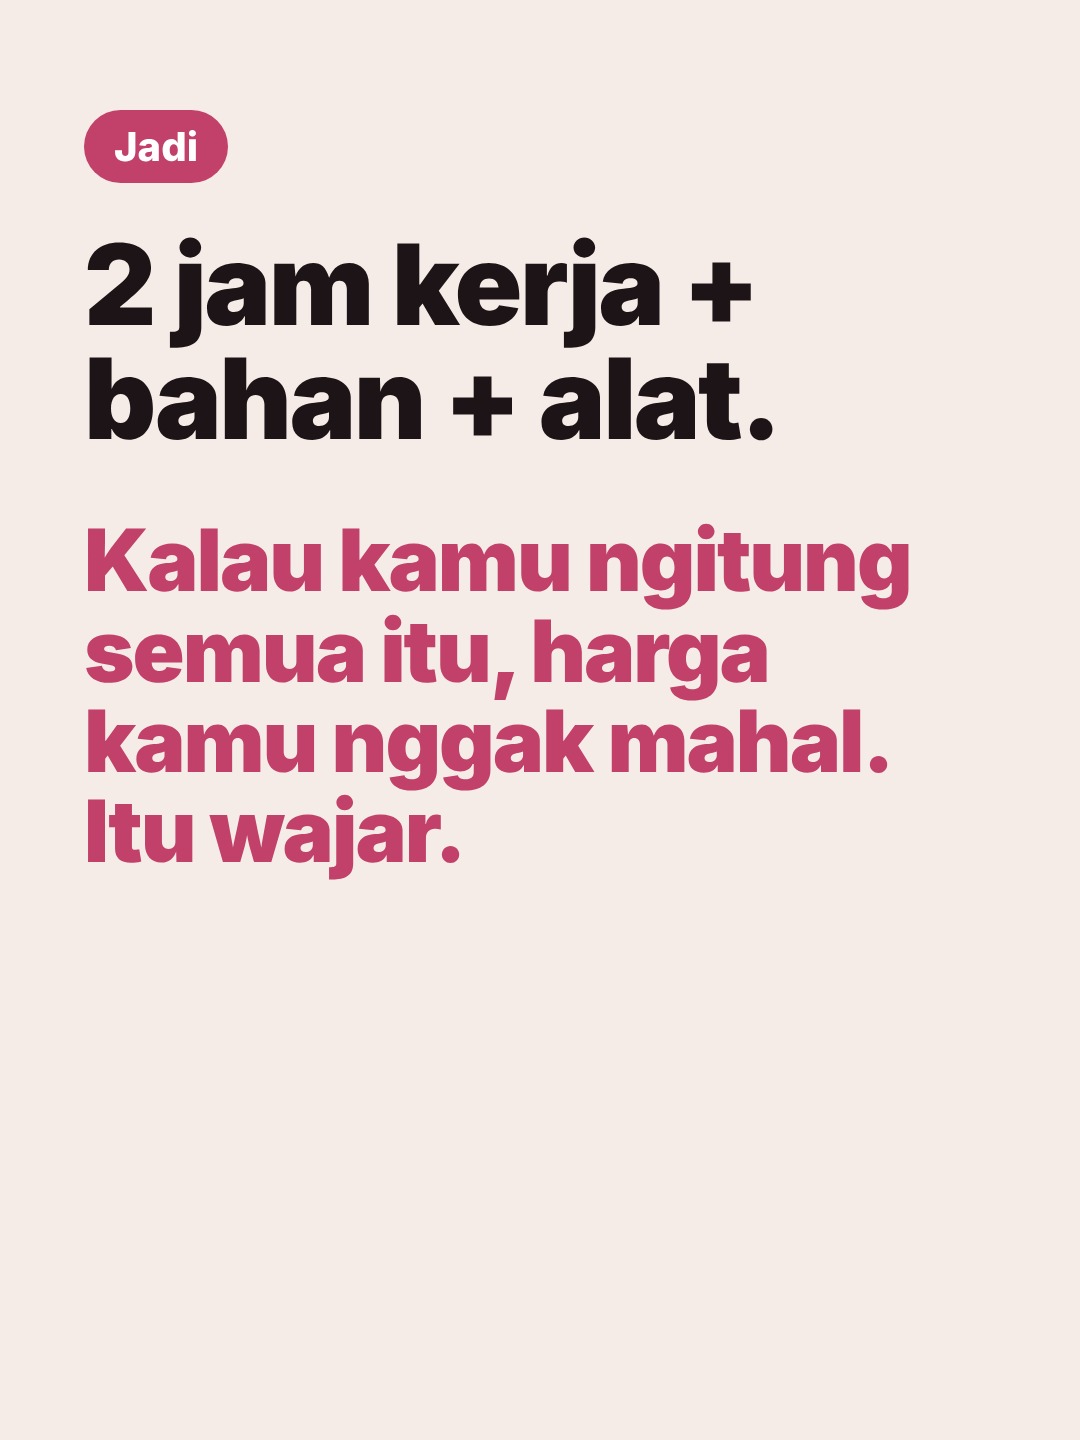 Jadi
2 jam kerja +
bahan + alat.
Kalau kamu ngitung
semua itu, harga
kamu nggak mahal.
Itu wajar.